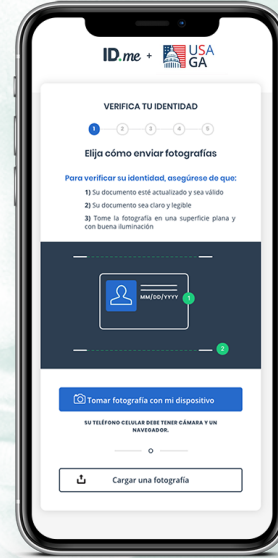 ID.me + USA
GA
VERIFICA TU IDENTIDAD
1 2 3 4 5
Elija cómo enviar fotografías
Para verificar su identidad, asegúrese de que:
1) Su documento esté actualizado y sea válido
2) Su documento sea claro y legible
3) Tome la fotografía en una superficie plana y
con buena iluminación
MM/DD/YYYY 1
2
Tomar fotografía con mi dispositivo
SU TELÉFONO CELULAR DEBE TENER CÁMARA Y UN
NAVEGADOR.
O
Cargar una fotografía